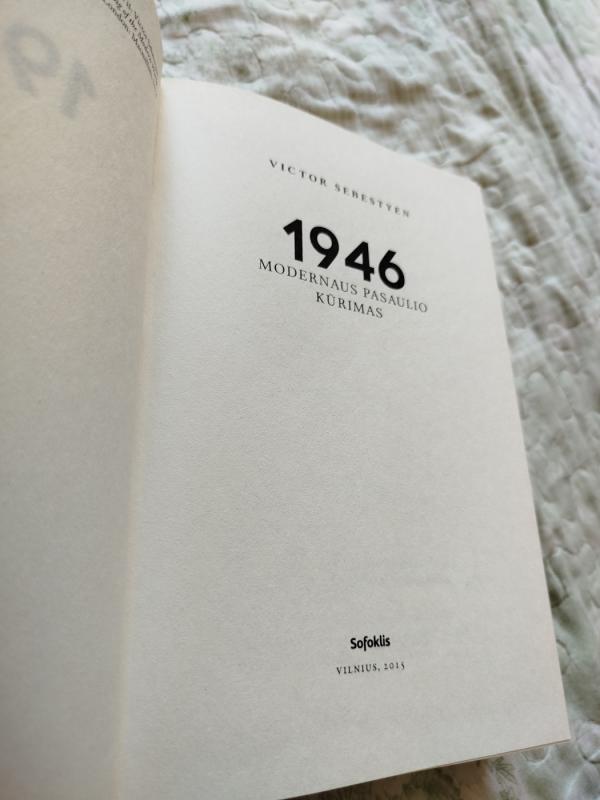 VICTOR SEBESTYEN
1946
MODERNAUS PASAULIO
KŪRIMAS
Sofoklis
VILNIUS, 2015